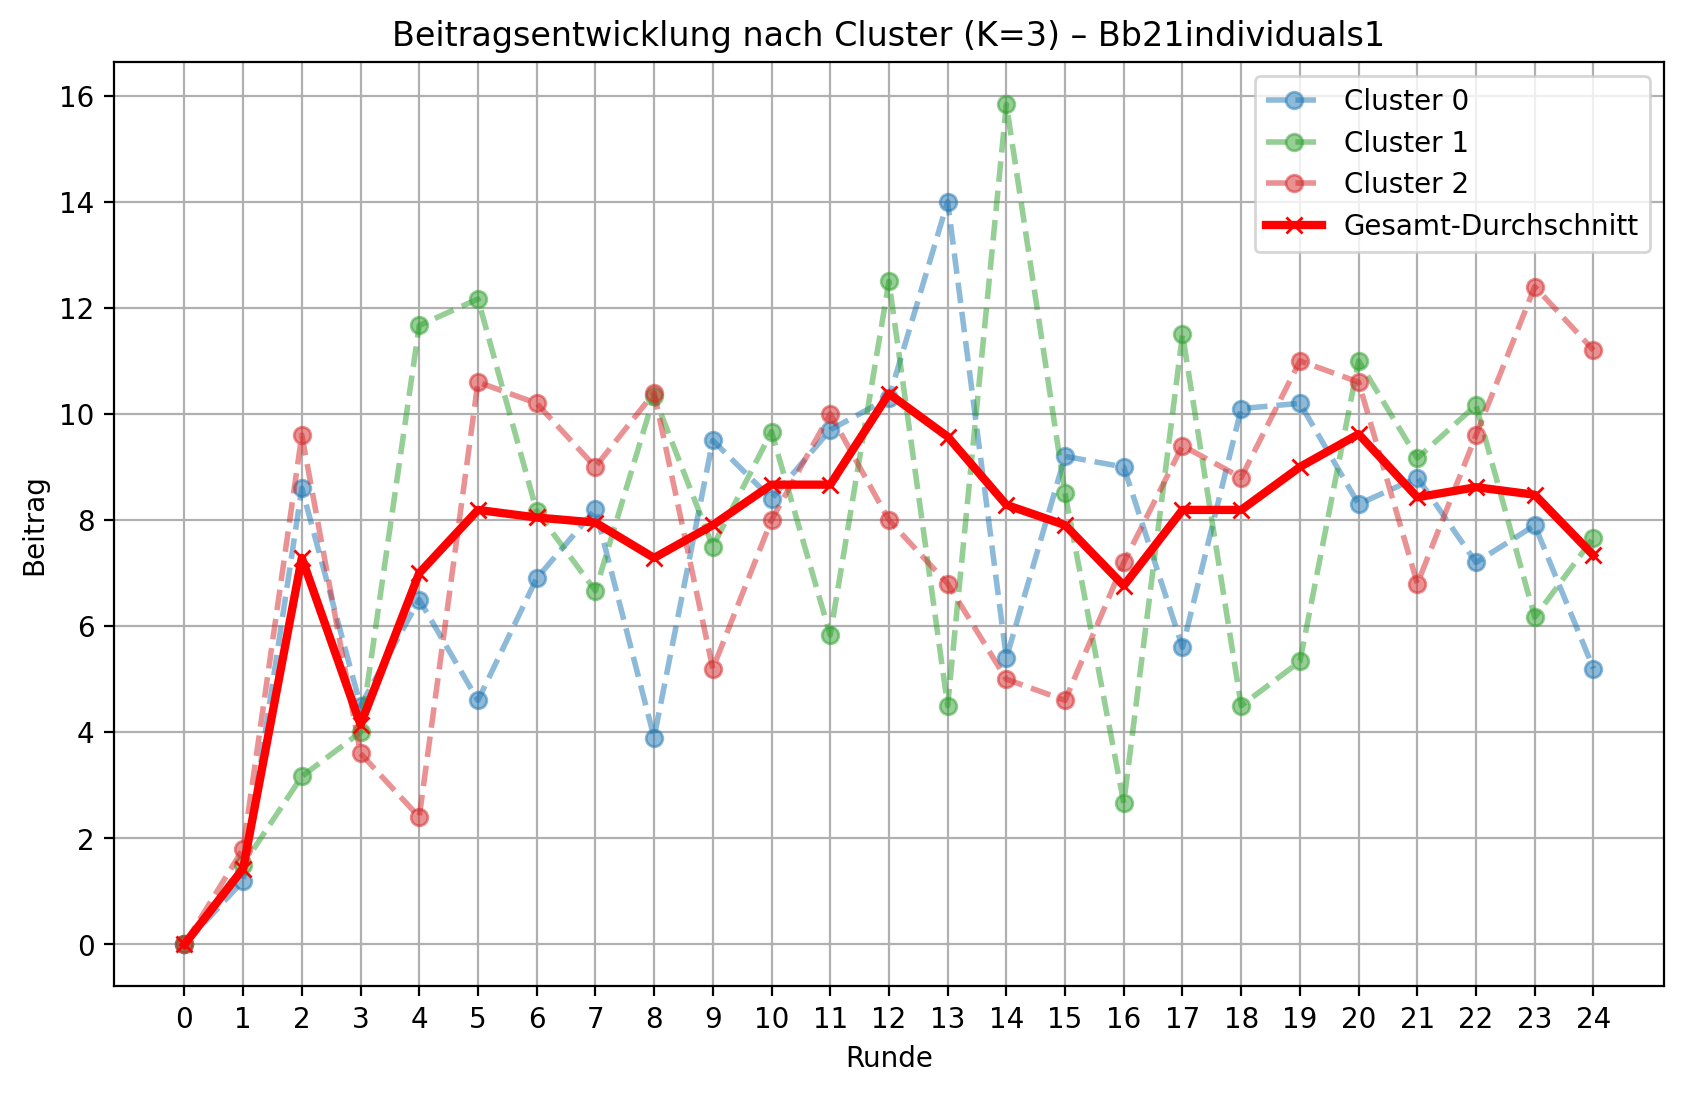 Beitragsentwicklung nach Cluster (K=3) – Bb21individuals1
Cluster 0
Cluster 1
Cluster 2
Gesamt-Durchschnitt
Beitrag
16
14
12
10
8
6
4
2
0
0 1 2 3 4 5 6 7 8 9 10 11 12 13 14 15 16 17 18 19 20 21 22 23 24
Runde